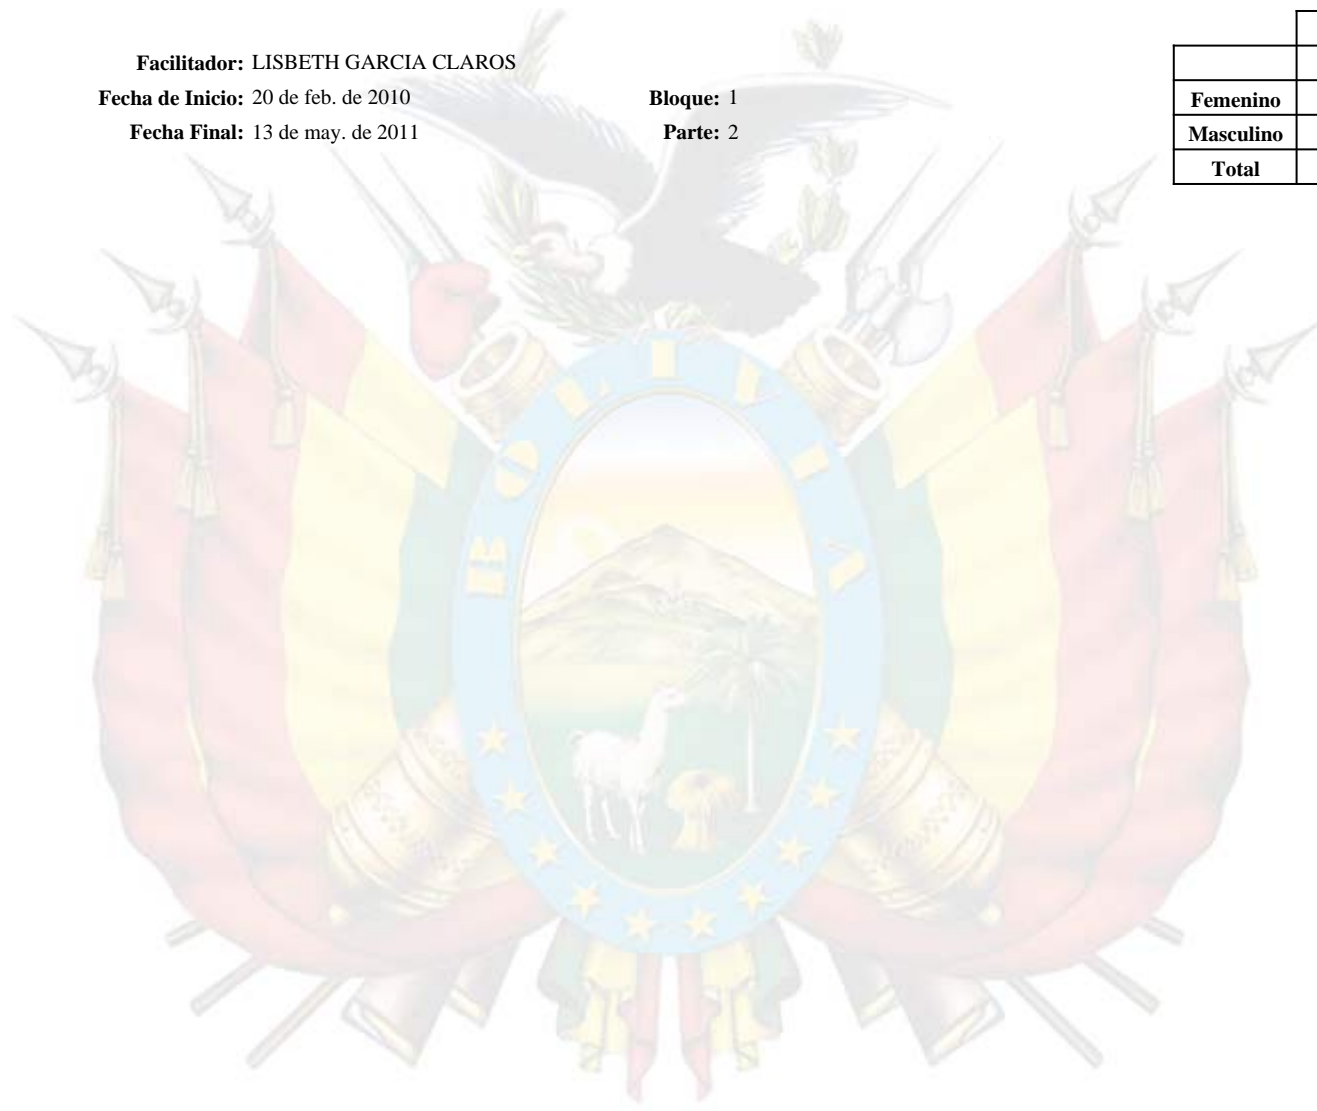 Facilitador: LISBETH GARCIA CLAROS
Fecha de Inicio: 20 de feb. de 2010 Bloque: 1
Fecha Final: 13 de may. de 2011 Parte: 2
Femenino
Masculino
Total
BOLIVIA